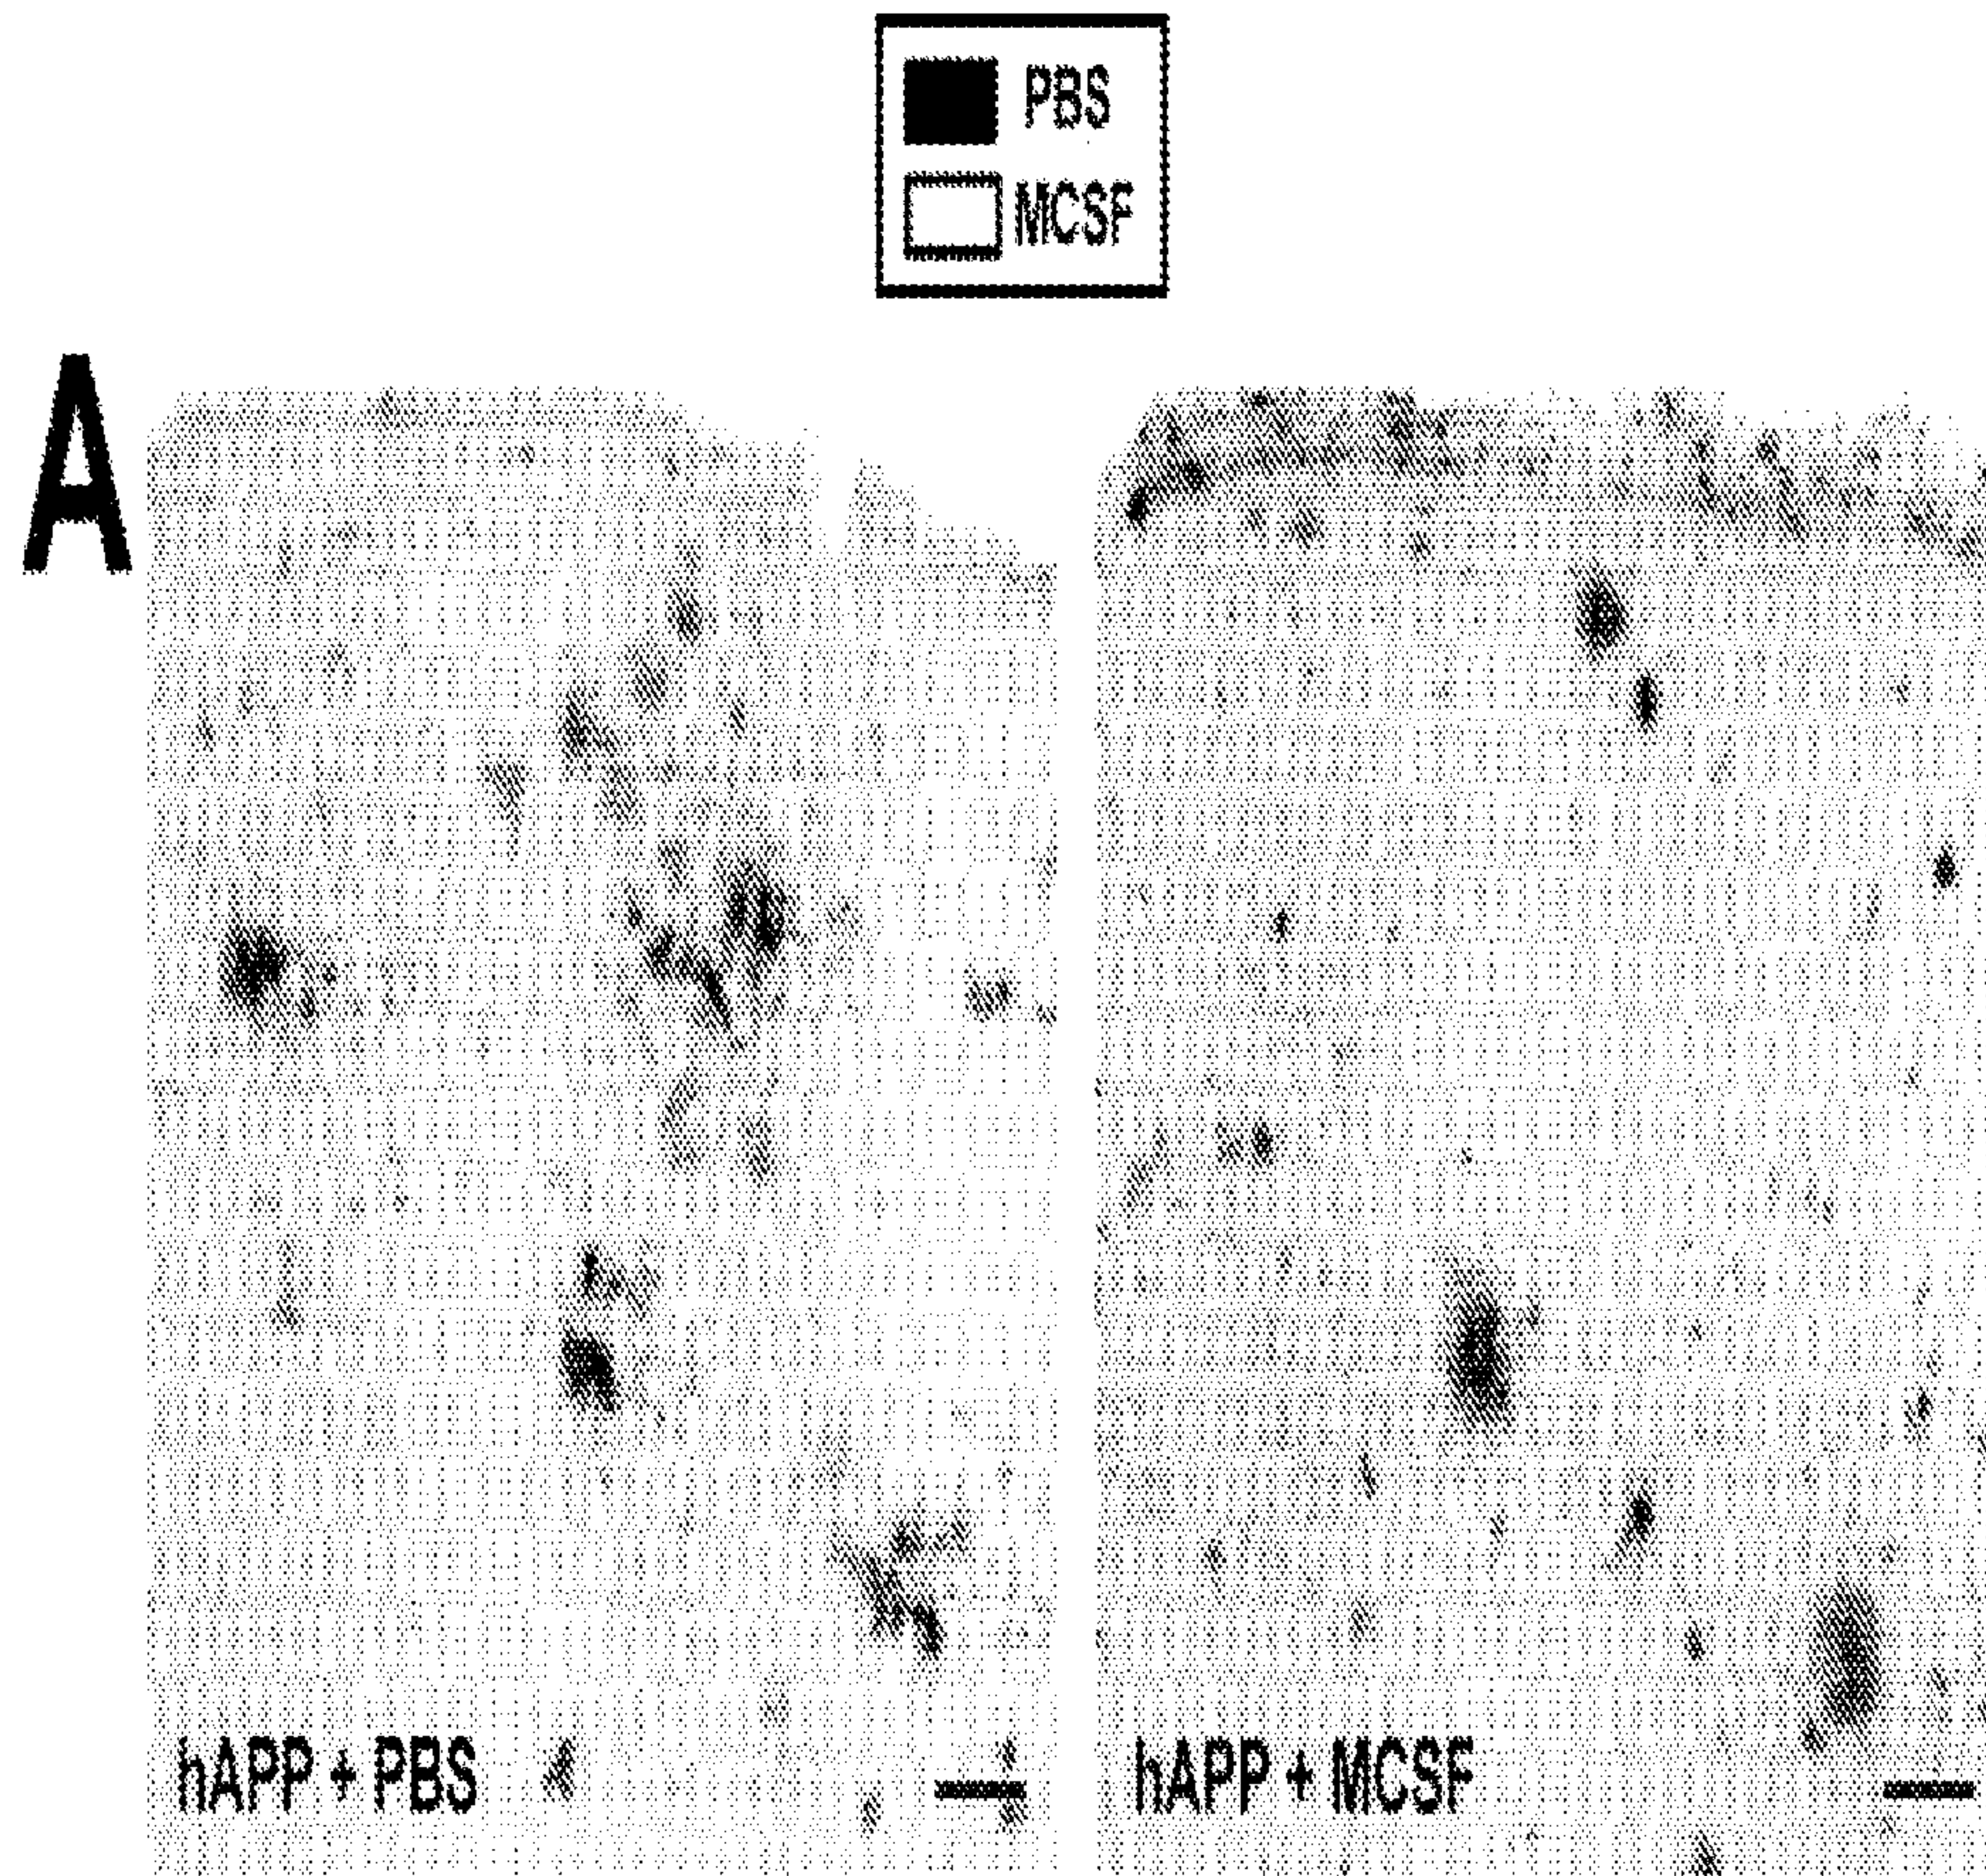 PBS
MCSF
A
hAPP + PBS
hAPP + MCSF